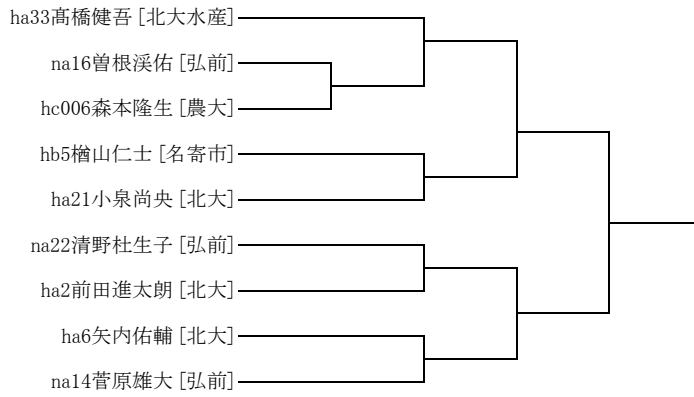 ha33髙橋健吾 [北大水産]
na16曽根渓佑 [弘前]
hc006森本隆生 [農大]
hb5楢山仁士 [名寄市]
ha21小泉尚央 [北大]
na22清野杜生子 [弘前]
ha2前田進太朗 [北大]
ha6矢内佑輔 [北大]
na14菅原雄大 [弘前]